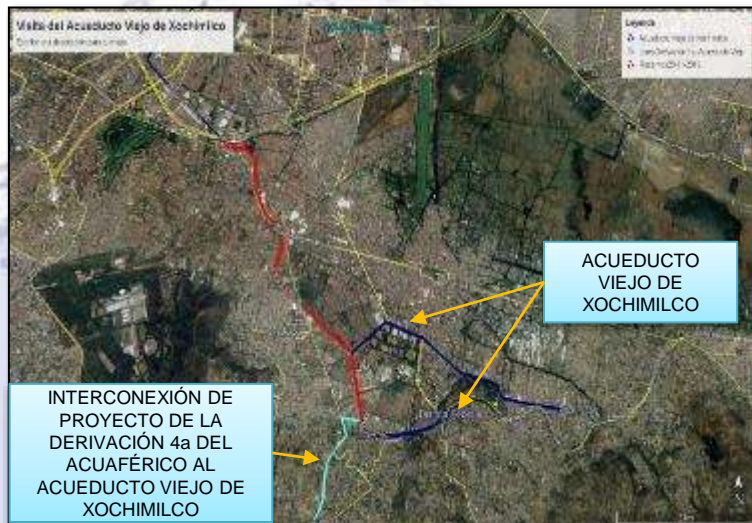 Visita del Acueducto Viejo de Xochimilco
Leyenda
ACUEDUCTO
VIEJO DE
XOCHIMILCO
INTERCONEXIÓN DE
PROYECTO DE LA
DERIVACIÓN 4a DEL
ACUAFÉRICO AL
ACUEDUCTO VIEJO DE
XOCHIMILCO